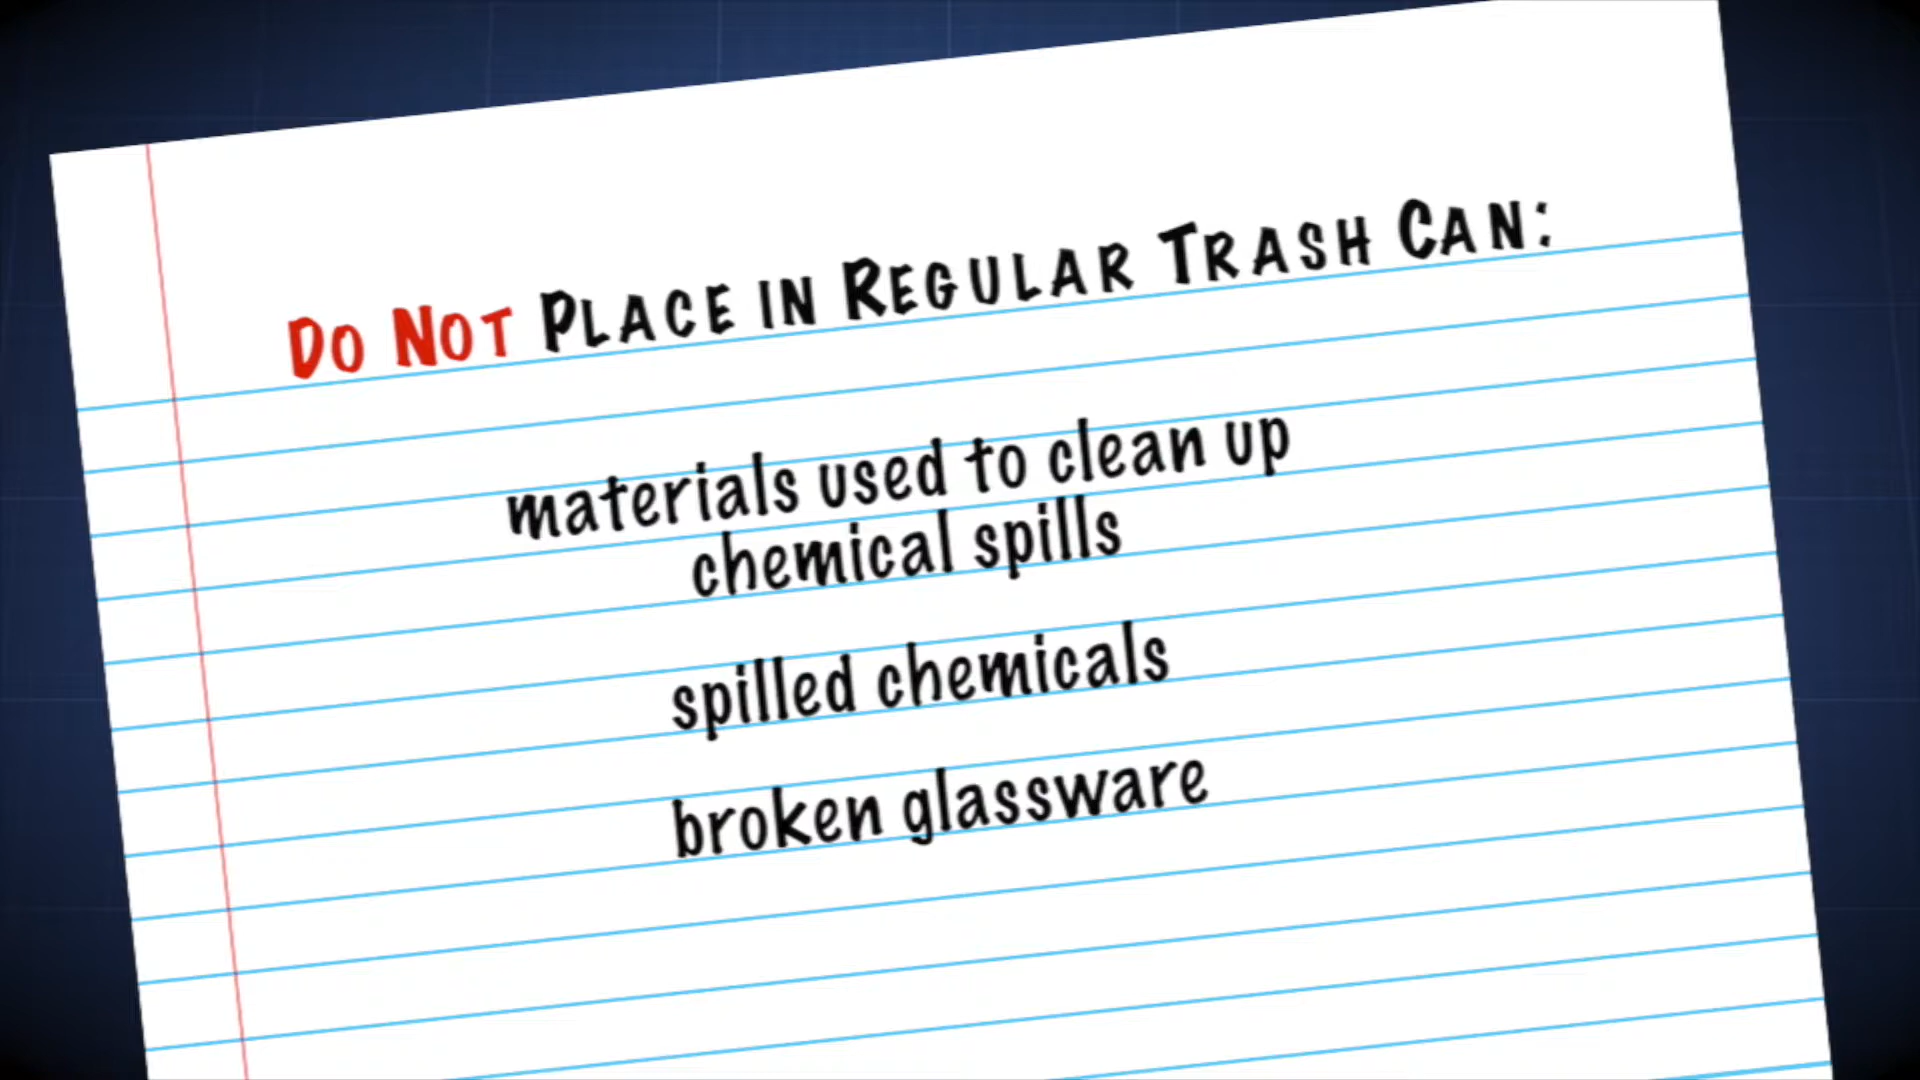 Do Not Place in Regular Trash Can:
materials used to clean up
chemical spills
spilled chemicals
broken glassware